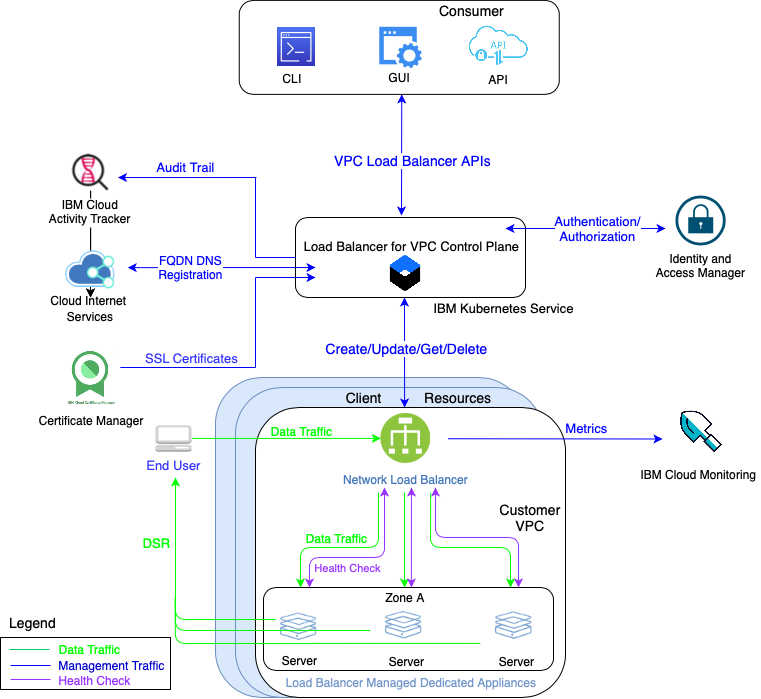 Consumer
CLI
GUI
API
API
VPC Load Balancer APIs
Audit Trail
IBM Cloud
Activity Tracker
Authentication/
Authorization
Load Balancer for VPC Control Plane
FQDN DNS
Registration
Identity and
Access Manager
Cloud Internet
Services
IBM Kubernetes Service
SSL Certificates
Create/Update/Get/Delete
IBM Cloud Certificate Manager
Certificate Manager
Client
Resources
Data Traffic
Metrics
End User
Network Load Balancer
IBM Cloud Monitoring
Customer
VPC
DSR
Data Traffic
Health Check
Zone A
Legend
Server
Server
Server
Data Traffic
Management Traffic
Health Check
Load Balancer Managed Dedicated Appliances